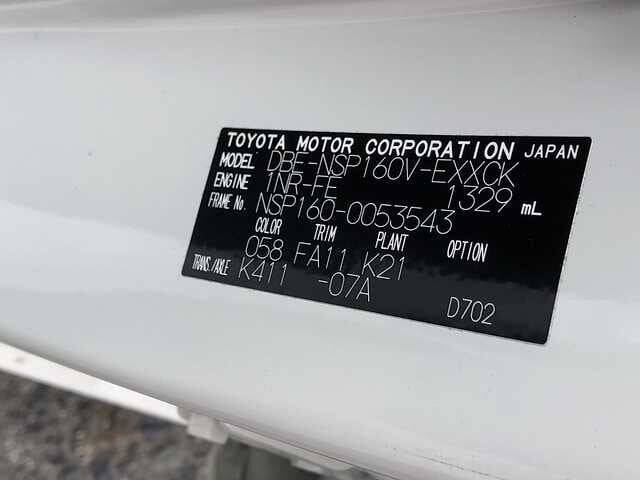 TOYOTA MOTOR CORPORATION JAPAN
MODEL DBE-NSP160V-EXXCK
ENGINE 1NR-FE 1329 mL
FRAME No. NSP160-0053543
COLOR TRIM PLANT OPTION
058 FA11 K21
TRANS./AXLE K411 -07A
D702